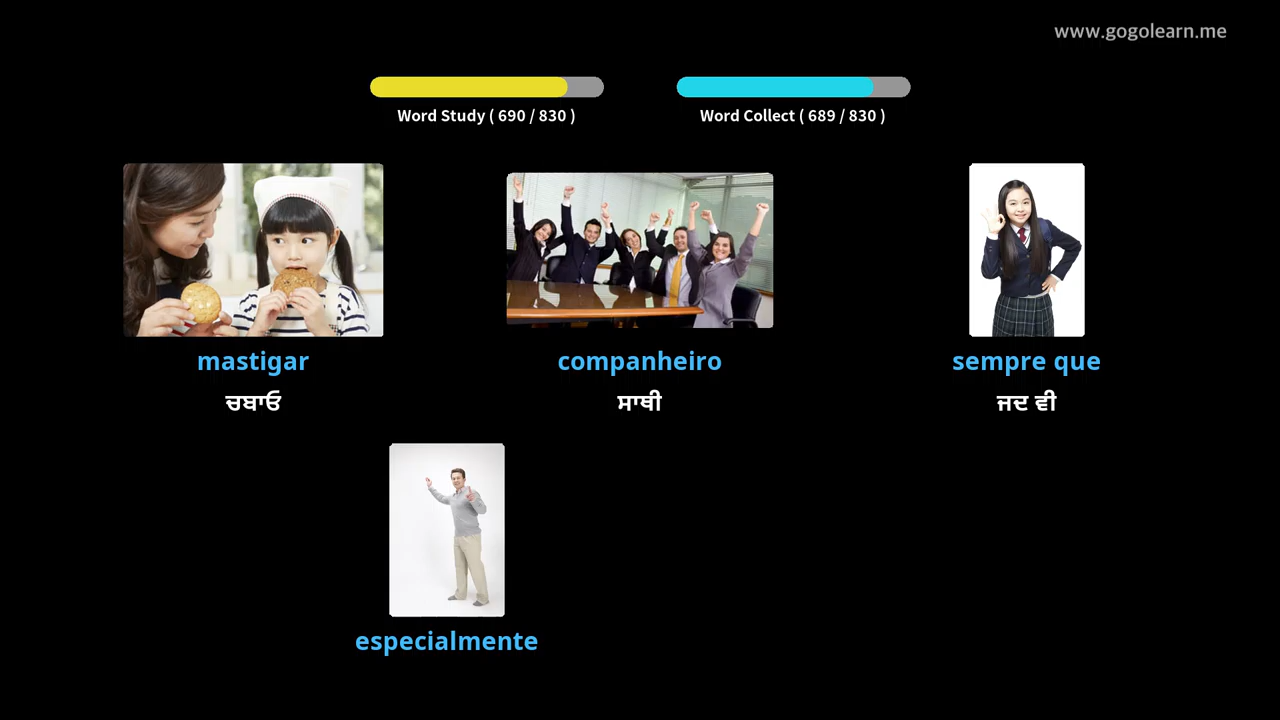 www.gogolearn.me
Word Study ( 690 / 830 )
Word Collect ( 689 / 830 )
mastigar
companheiro
sempre que
ਚਬਾਓ
ਸਾਥੀ
ਜਦ ਵੀ
especialmente